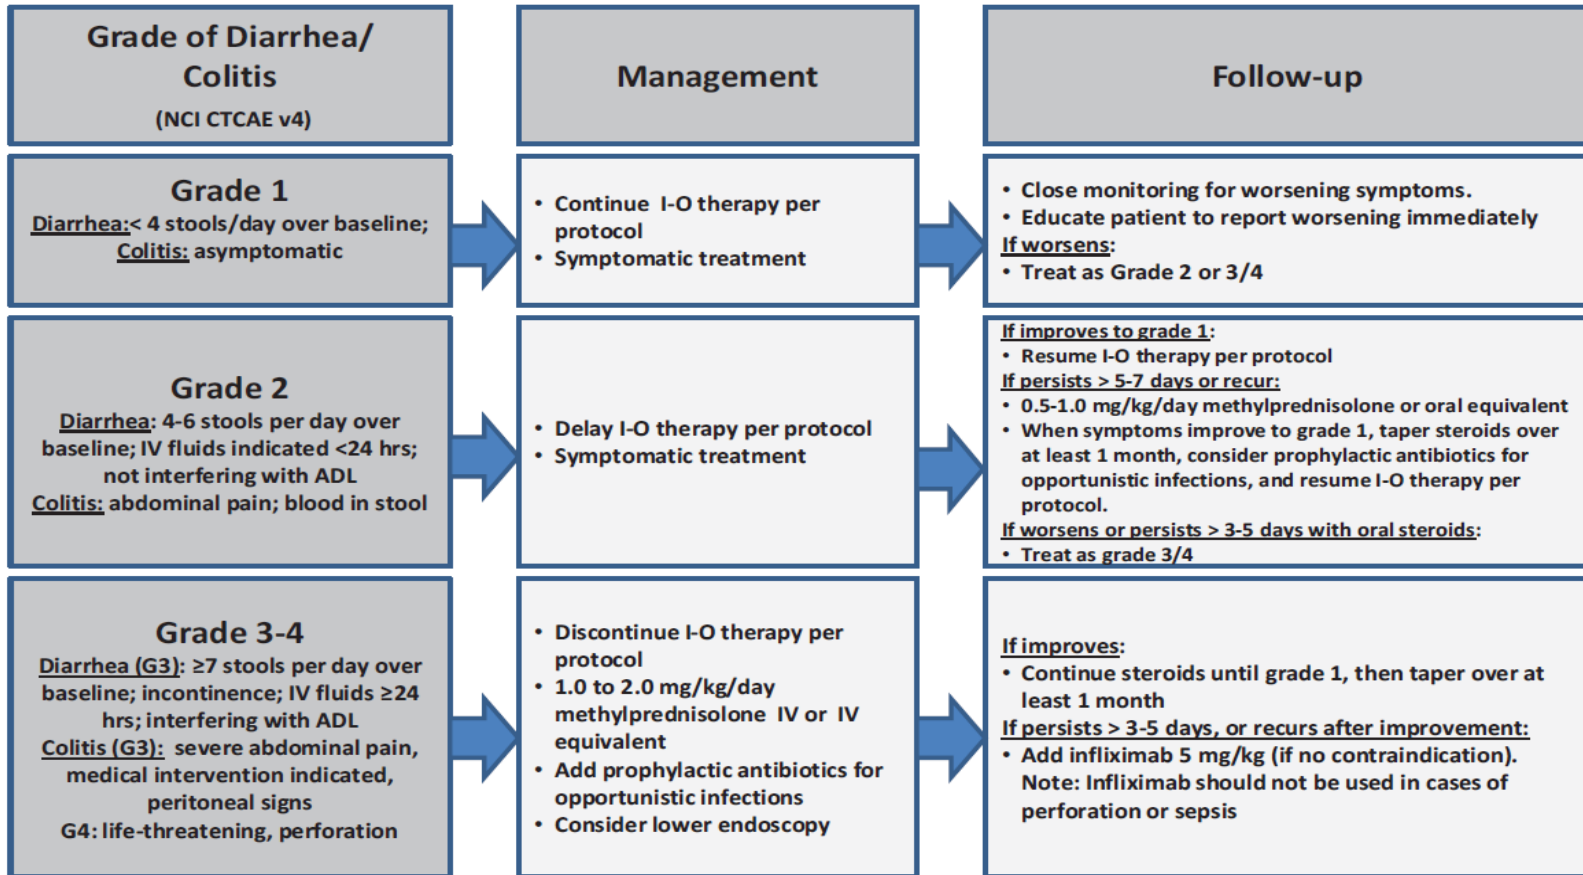 Grade of Diarrhea/
Colitis
(NCI CTCAE v4)
Management
Follow-up
Grade 1
Diarrhea:< 4 stools/day over baseline;
Colitis: asymptomatic
• Continue I-O therapy per
protocol
• Symptomatic treatment
• Close monitoring for worsening symptoms.
• Educate patient to report worsening immediately
If worsens:
• Treat as Grade 2 or 3/4
Grade 2
Diarrhea: 4-6 stools per day over
baseline; IV fluids indicated <24 hrs;
not interfering with ADL
Colitis: abdominal pain; blood in stool
• Delay I-O therapy per protocol
• Symptomatic treatment
If improves to grade 1:
• Resume I-O therapy per protocol
If persists > 5-7 days or recur:
• 0.5-1.0 mg/kg/day methylprednisolone or oral equivalent
• When symptoms improve to grade 1, taper steroids over
at least 1 month, consider prophylactic antibiotics for
opportunistic infections, and resume I-O therapy per
protocol.
If worsens or persists > 3-5 days with oral steroids:
• Treat as grade 3/4
Grade 3-4
Diarrhea (G3): ≥7 stools per day over
baseline; incontinence; IV fluids ≥24
hrs; interfering with ADL
Colitis (G3): severe abdominal pain,
medical intervention indicated,
peritoneal signs
G4: life-threatening, perforation
• Discontinue I-O therapy per
protocol
• 1.0 to 2.0 mg/kg/day
methylprednisolone IV or IV
equivalent
• Add prophylactic antibiotics for
opportunistic infections
• Consider lower endoscopy
If improves:
• Continue steroids until grade 1, then taper over at
least 1 month
If persists > 3-5 days, or recurs after improvement:
• Add infliximab 5 mg/kg (if no contraindication).
Note: Infliximab should not be used in cases of
perforation or sepsis